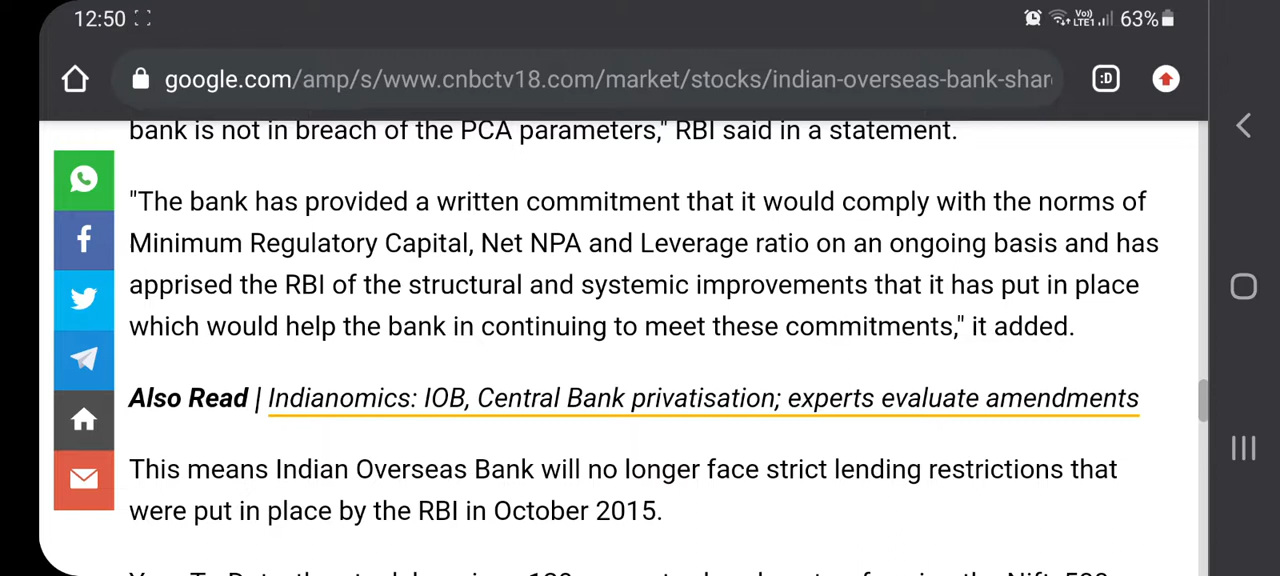 12:50
Vo)) LTE1 63%
google.com/amp/s/www.cnbctv18.com/market/stocks/indian-overseas-bank-shar
:D
bank is not in breach of the PCA parameters," RBI said in a statement.
"The bank has provided a written commitment that it would comply with the norms of
Minimum Regulatory Capital, Net NPA and Leverage ratio on an ongoing basis and has
apprised the RBI of the structural and systemic improvements that it has put in place
which would help the bank in continuing to meet these commitments," it added.
Also Read | Indianomics: IOB, Central Bank privatisation; experts evaluate amendments
This means Indian Overseas Bank will no longer face strict lending restrictions that
were put in place by the RBI in October 2015.